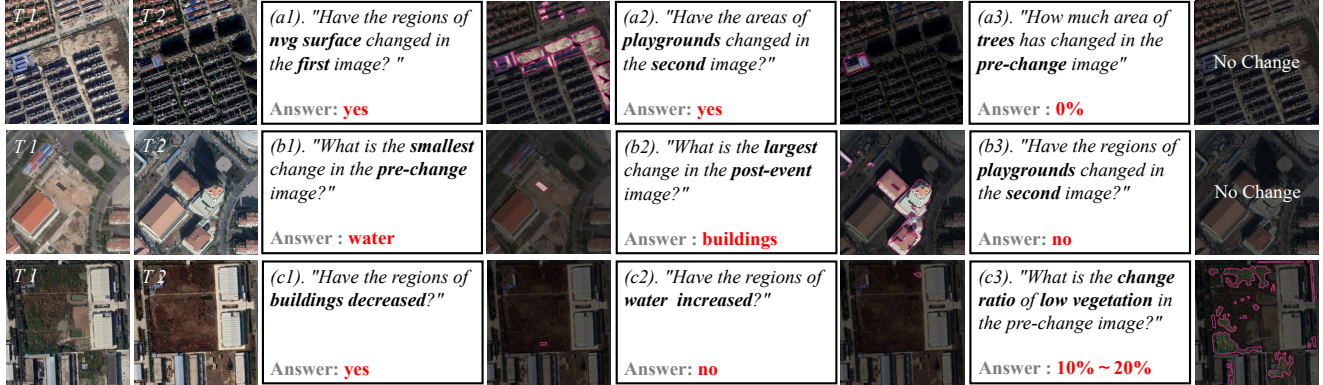 T 1
T 2
(a1). "Have the regions of
nvg surface changed in
the first image? "
Answer: yes
(a2). "Have the areas of
playgrounds changed in
the second image?"
Answer: yes
(a3). "How much area of
trees has changed in the
pre-change image"
Answer : 0%
No Change
T 1
T 2
(b1). "What is the smallest
change in the pre-change
image?"
Answer : water
(b2). "What is the largest
change in the post-event
image?"
Answer : buildings
(b3). "Have the regions of
playgrounds changed in
the second image?"
Answer: no
No Change
T 1
T 2
(c1). "Have the regions of
buildings decreased?"
Answer: yes
(c2). "Have the regions of
water increased?"
Answer: no
(c3). "What is the change
ratio of low vegetation in
the pre-change image?"
Answer : 10% ~ 20%